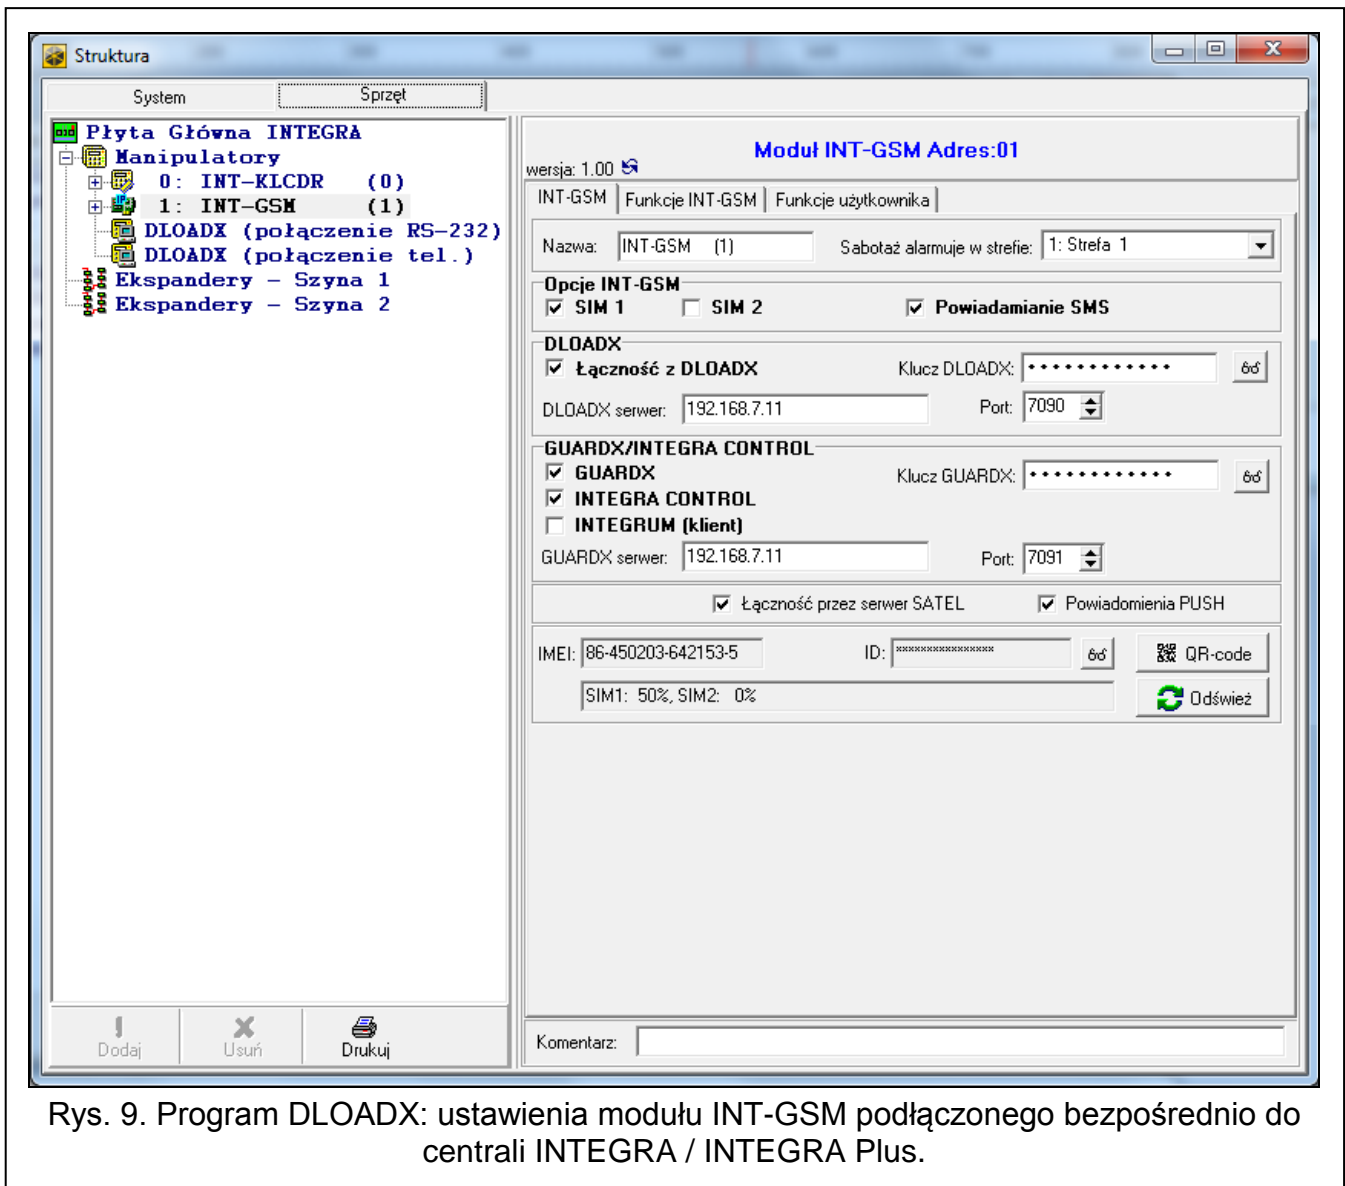 Struktura
System
Sprzęt
Płyta Główna INTEGRA
Manipulatory
0: INT-KLCDR (0)
1: INT-GSM (1)
DLOADX (połączenie RS-232)
DLOADX (połączenie tel.)
Ekspandery - Szyna 1
Ekspandery - Szyna 2
Dodaj
Usuń
Drukuj
Moduł INT-GSM Adres:01
wersja: 1.00
INT-GSM
Funkcje INT-GSM
Funkcje użytkownika
Nazwa: INT-GSM (1)
Sabotaż alarmuje w strefie: 1: Strefa 1
Opcje INT-GSM
SIM 1
SIM 2
Powiadamianie SMS
DLOADX
Łączność z DLOADX
Klucz DLOADX: ••••••••••••
DLOADX serwer: 192.168.7.11
Port: 7090
GUARDX/INTEGRA CONTROL
GUARDX
Klucz GUARDX: ••••••••••••
INTEGRA CONTROL
INTEGRUM (klient)
GUARDX serwer: 192.168.7.11
Port: 7091
Łączność przez serwer SATEL
Powiadomienia PUSH
IMEI: 86-450203-642153-5
ID: ****************
QR-code
SIM1: 50%, SIM2: 0%
Odśwież
Komentarz:
Rys. 9. Program DLOADX: ustawienia modułu INT-GSM podłączonego bezpośrednio do
centrali INTEGRA / INTEGRA Plus.